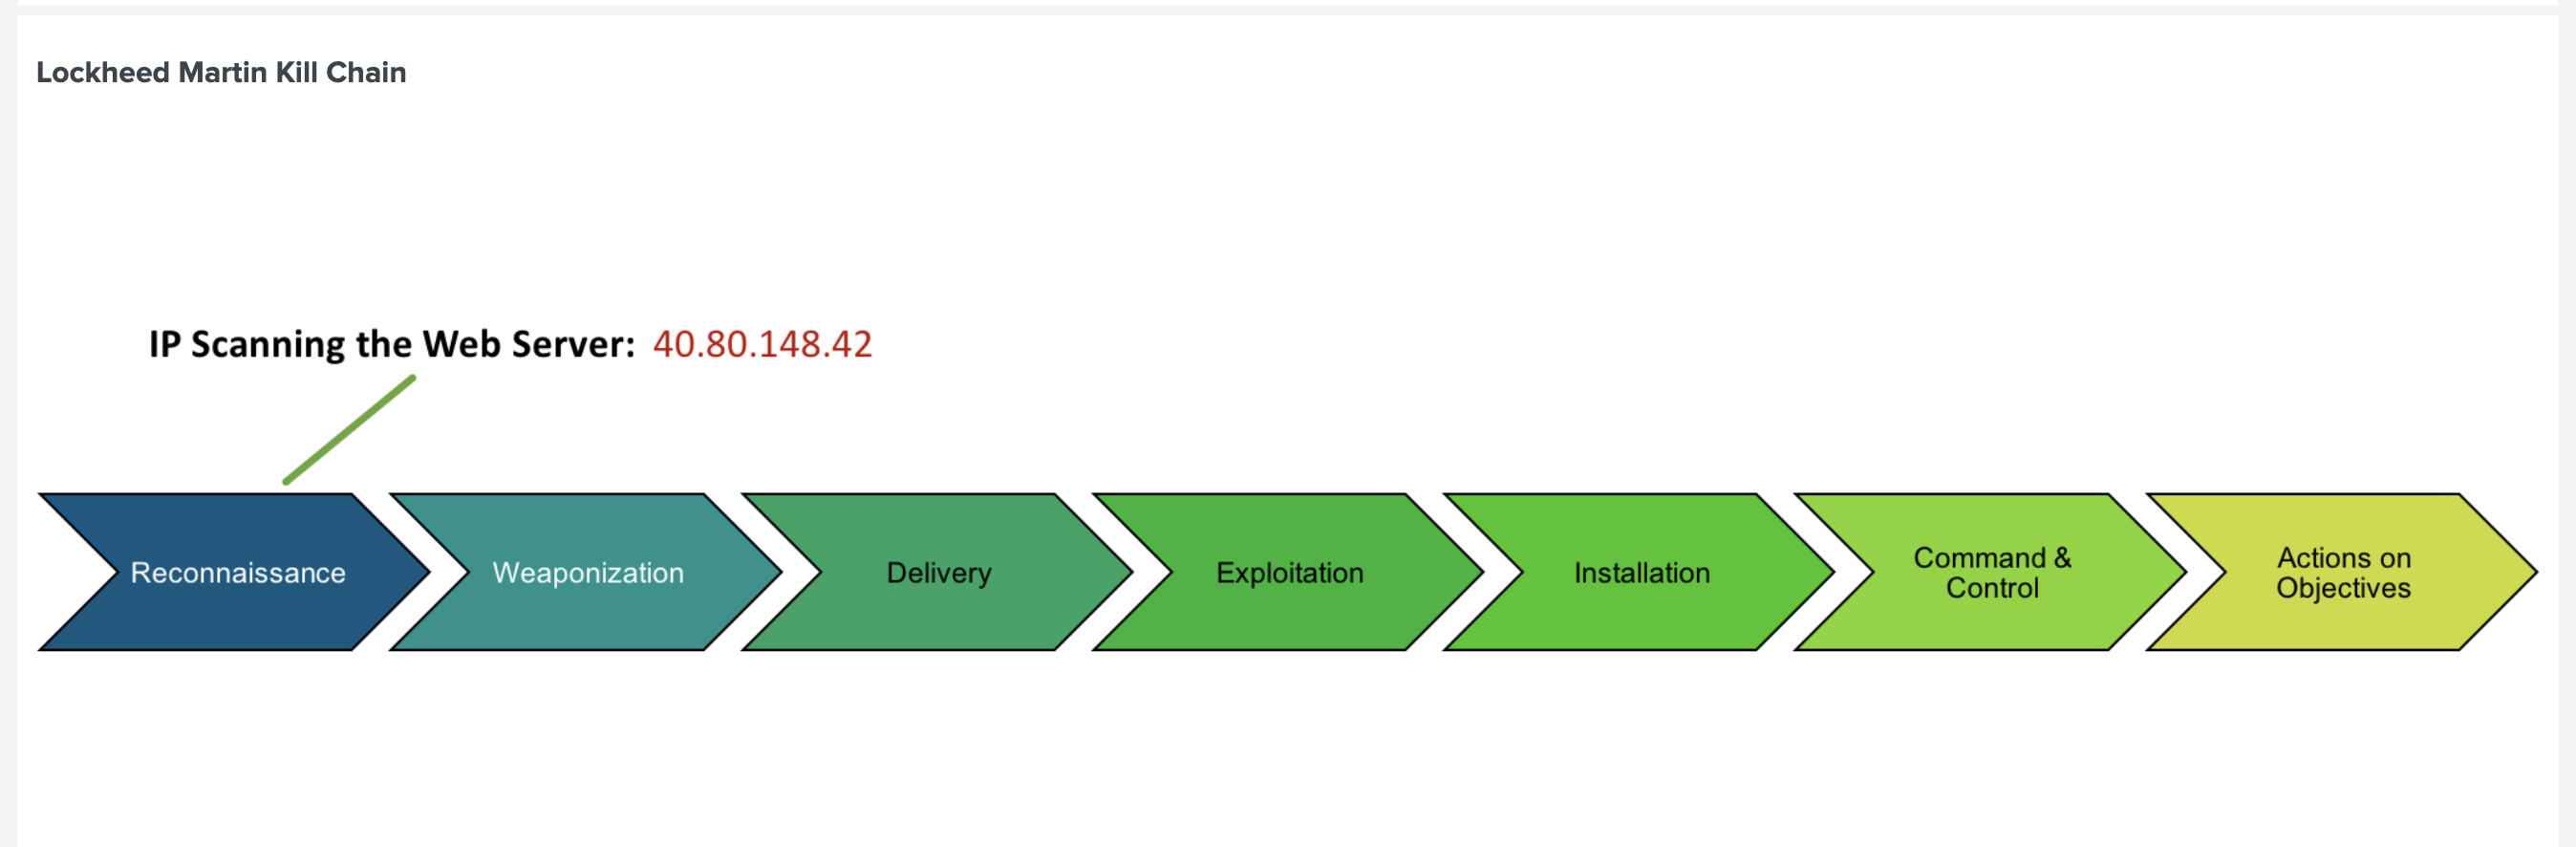 Lockheed Martin Kill Chain
IP Scanning the Web Server: 40.80.148.42
Reconnaissance
Weaponization
Delivery
Exploitation
Installation
Command &
Control
Actions on
Objectives